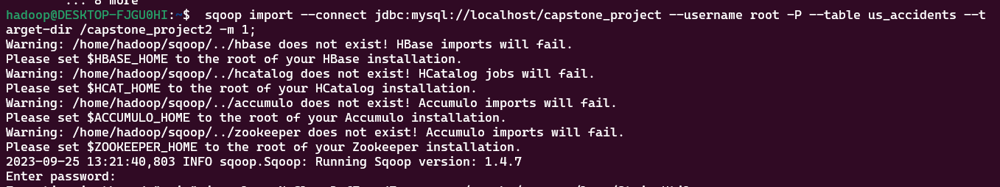 ... 8 more
hadoop@DESKTOP-FJGU0HI:~$ sqoop import --connect jdbc:mysql://localhost/capstone_project --username root -P --table us_accidents --t
arget-dir /capstone_project2 -m 1;
Warning: /home/hadoop/sqoop/../hbase does not exist! HBase imports will fail.
Please set $HBASE_HOME to the root of your HBase installation.
Warning: /home/hadoop/sqoop/../hcatalog does not exist! HCatalog jobs will fail.
Please set $HCAT_HOME to the root of your HCatalog installation.
Warning: /home/hadoop/sqoop/../accumulo does not exist! Accumulo imports will fail.
Please set $ACCUMULO_HOME to the root of your Accumulo installation.
Warning: /home/hadoop/sqoop/../zookeeper does not exist! Accumulo imports will fail.
Please set $ZOOKEEPER_HOME to the root of your Zookeeper installation.
2023-09-25 13:21:40,803 INFO sqoop.Sqoop: Running Sqoop version: 1.4.7
Enter password: